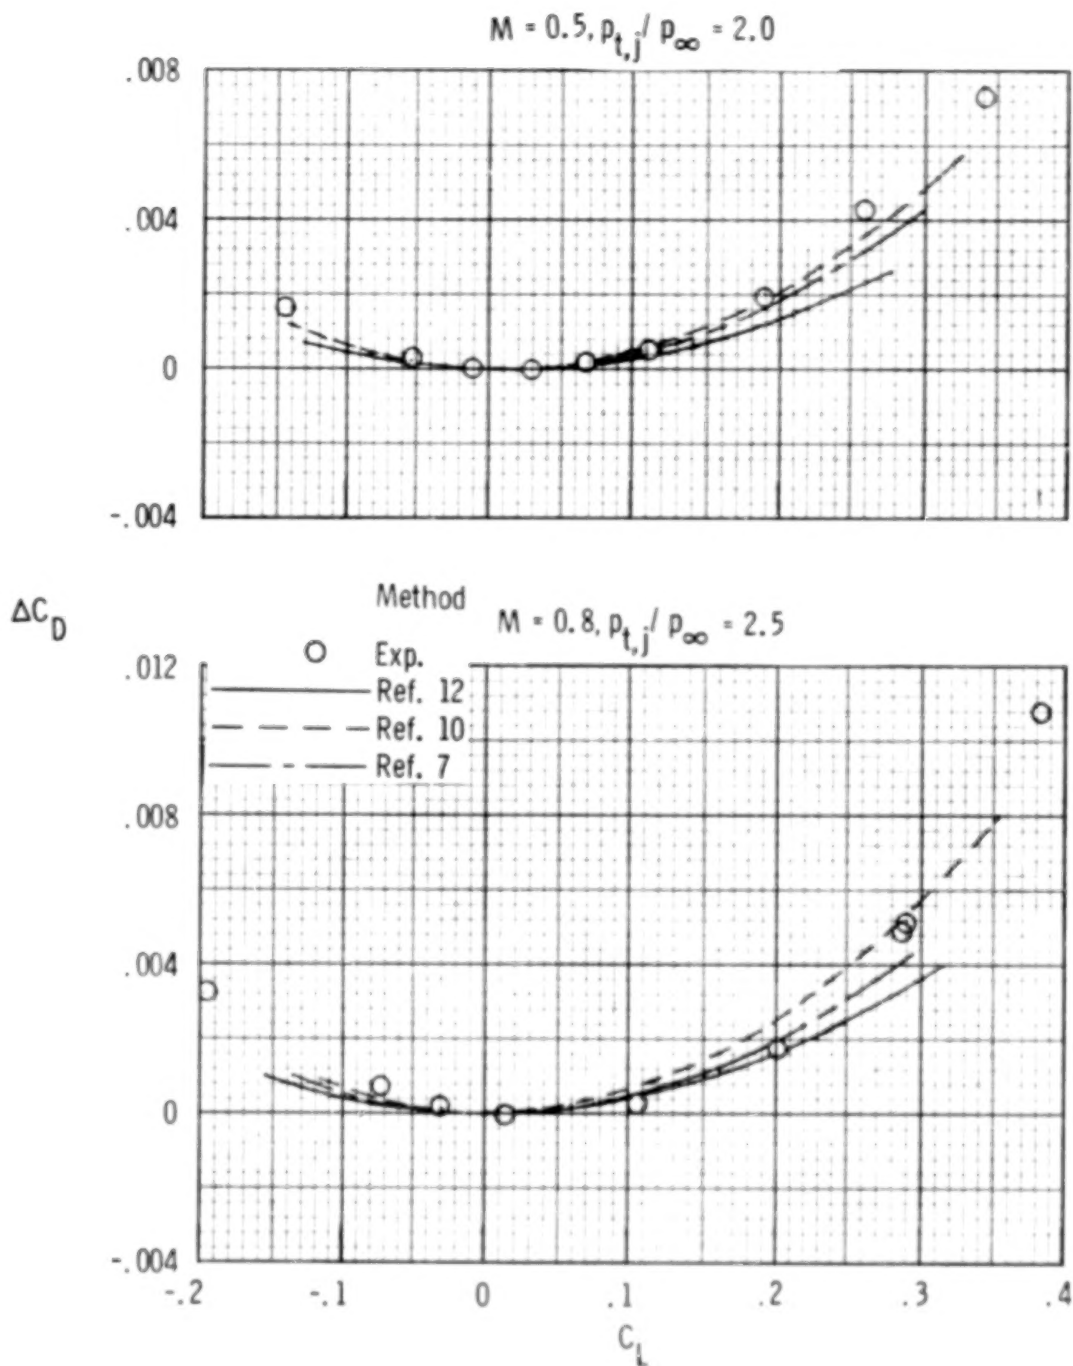 M = 0.5, p_t,j / p_∞ = 2.0
.008
.004
0
-.004
ΔC_D
Method
M = 0.8, p_t,j / p_∞ = 2.5
Exp.
Ref. 12
Ref. 10
Ref. 7
.012
.008
.004
0
-.004
-.2 -.1 0 .1 .2 .3 .4
C_L